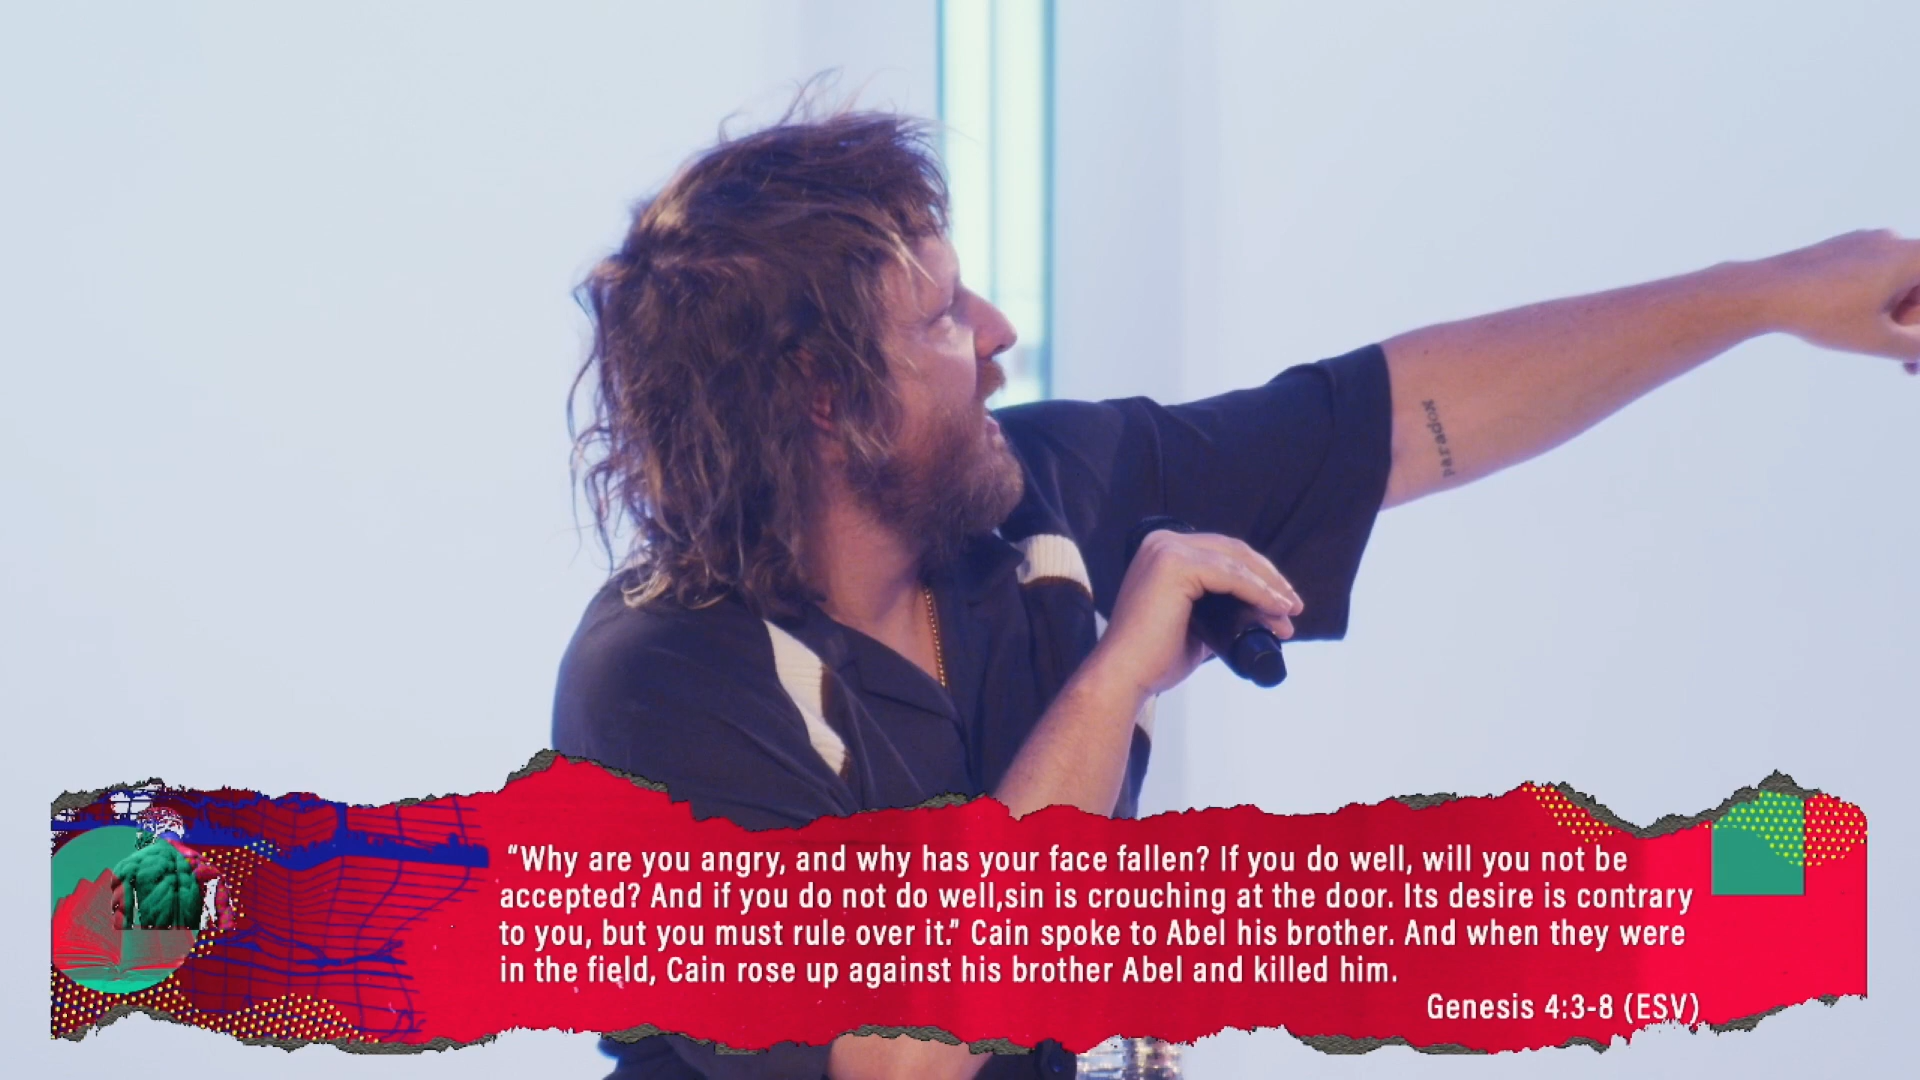 paradox
“Why are you angry, and why has your face fallen? If you do well, will you not be
accepted? And if you do not do well,sin is crouching at the door. Its desire is contrary
to you, but you must rule over it.” Cain spoke to Abel his brother. And when they were
in the field, Cain rose up against his brother Abel and killed him.
Genesis 4:3-8 (ESV)